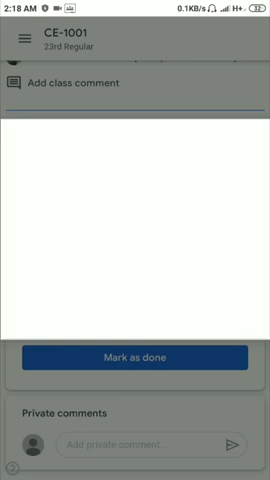 2:18 AM 0.1KB/s H+ 32
CE-1001
23rd Regular
Add class comment
Mark as done
Private comments
Add private comment...